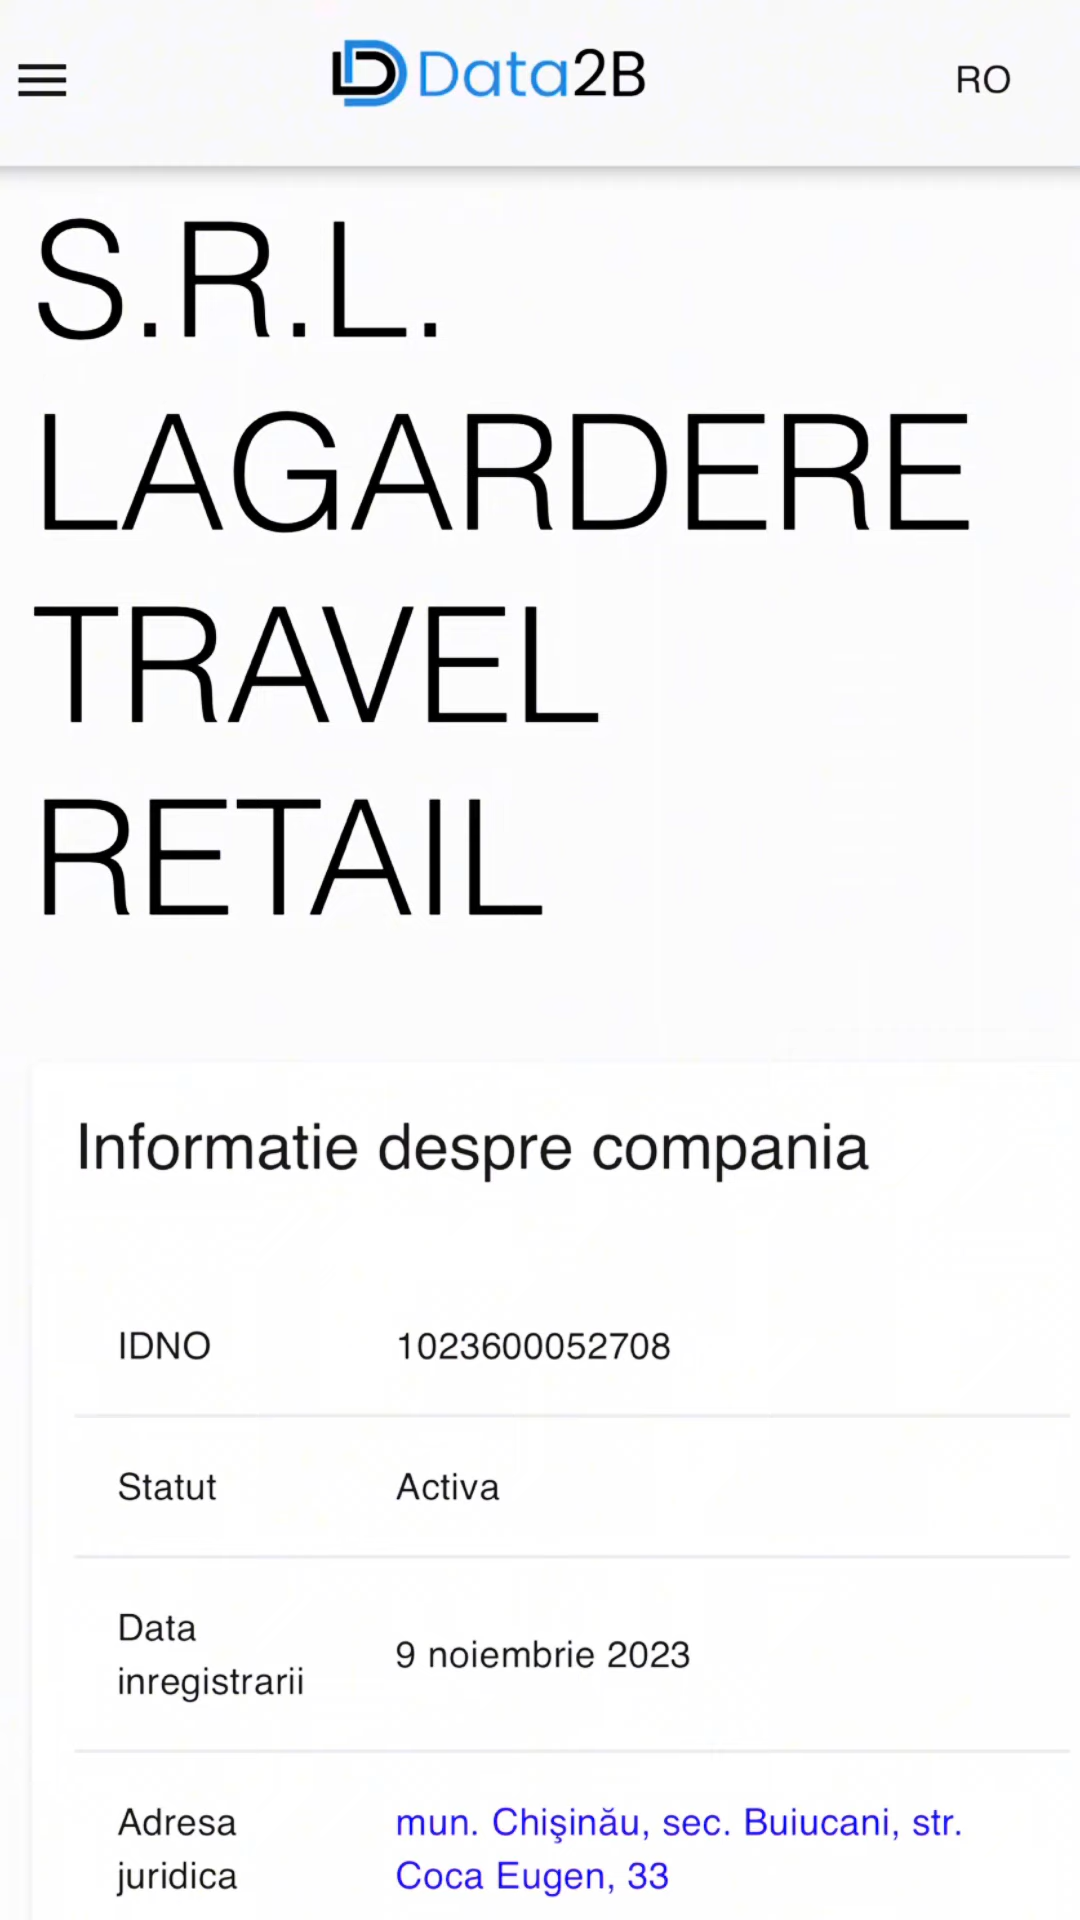 Data2B
RO
S.R.L.
LAGARDERE
TRAVEL
RETAIL
Informatie despre compania
IDNO 1023600052708
Statut Activa
Data inregistrarii 9 noiembrie 2023
Adresa juridica mun. Chişinău, sec. Buiucani, str.
Coca Eugen, 33